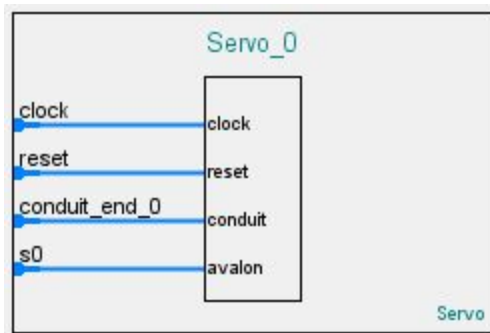 Servo_0
clock
clock
reset
reset
conduit_end_0
conduit
s0
avalon
Servo